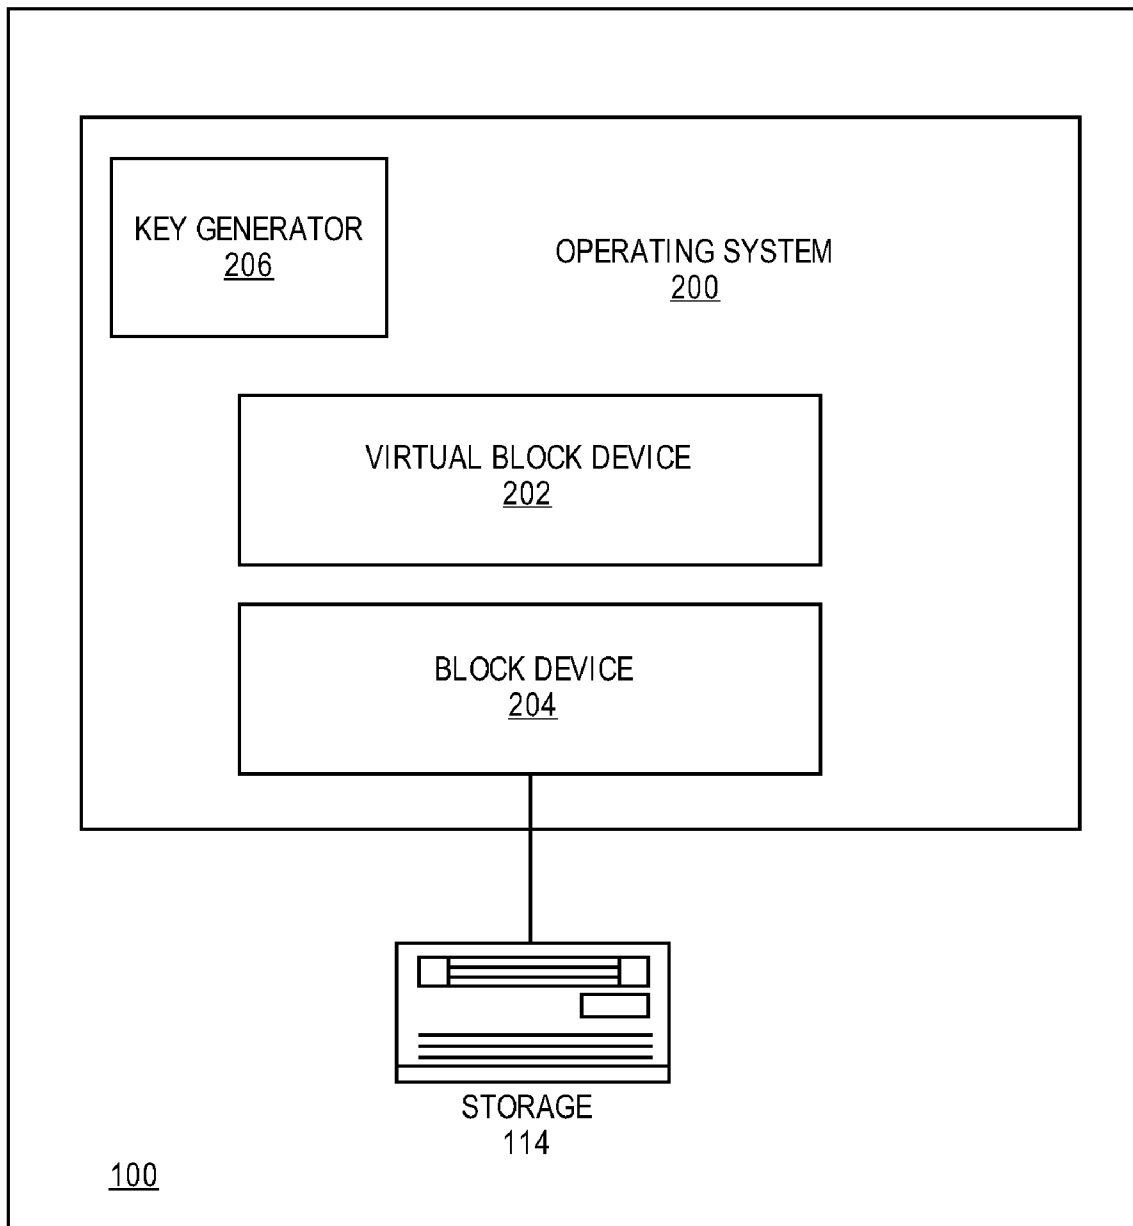 KEY GENERATOR
206
OPERATING SYSTEM
200
VIRTUAL BLOCK DEVICE
202
BLOCK DEVICE
204
STORAGE
114
100